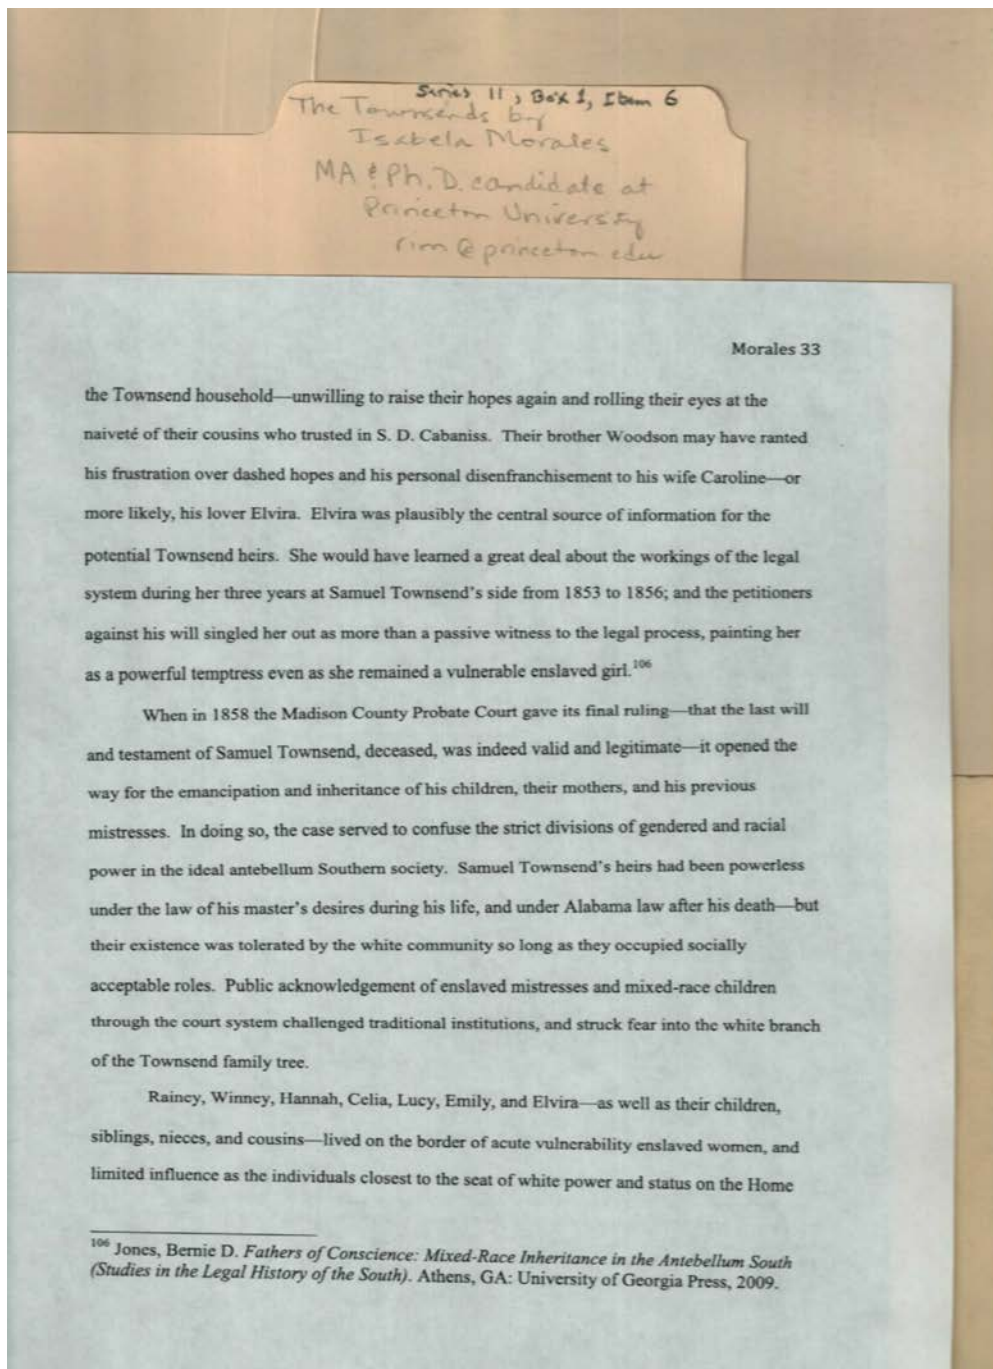 Series 11, Box 1, Item 6
The Townsends by
Isabela Morales
MA & Ph.D. candidate at
Princeton University
rim @ princeton edu
Morales 33
the Townsend household—unwilling to raise their hopes again and rolling their eyes at the
naiveté of their cousins who trusted in S. D. Cabaniss. Their brother Woodson may have ranted
his frustration over dashed hopes and his personal disenfranchisement to his wife Caroline—or
more likely, his lover Elvira. Elvira was plausibly the central source of information for the
potential Townsend heirs. She would have learned a great deal about the workings of the legal
system during her three years at Samuel Townsend's side from 1853 to 1856; and the petitioners
against his will singled her out as more than a passive witness to the legal process, painting her
as a powerful temptress even as she remained a vulnerable enslaved girl.106
When in 1858 the Madison County Probate Court gave its final ruling—that the last will
and testament of Samuel Townsend, deceased, was indeed valid and legitimate—it opened the
way for the emancipation and inheritance of his children, their mothers, and his previous
mistresses. In doing so, the case served to confuse the strict divisions of gendered and racial
power in the ideal antebellum Southern society. Samuel Townsend's heirs had been powerless
under the law of his master's desires during his life, and under Alabama law after his death—but
their existence was tolerated by the white community so long as they occupied socially
acceptable roles. Public acknowledgement of enslaved mistresses and mixed-race children
through the court system challenged traditional institutions, and struck fear into the white branch
of the Townsend family tree.
Rainey, Winney, Hannah, Celia, Lucy, Emily, and Elvira—as well as their children,
siblings, nieces, and cousins—lived on the border of acute vulnerability enslaved women, and
limited influence as the individuals closest to the seat of white power and status on the Home
106 Jones, Bernie D. Fathers of Conscience: Mixed-Race Inheritance in the Antebellum South
(Studies in the Legal History of the South). Athens, GA: University of Georgia Press, 2009.